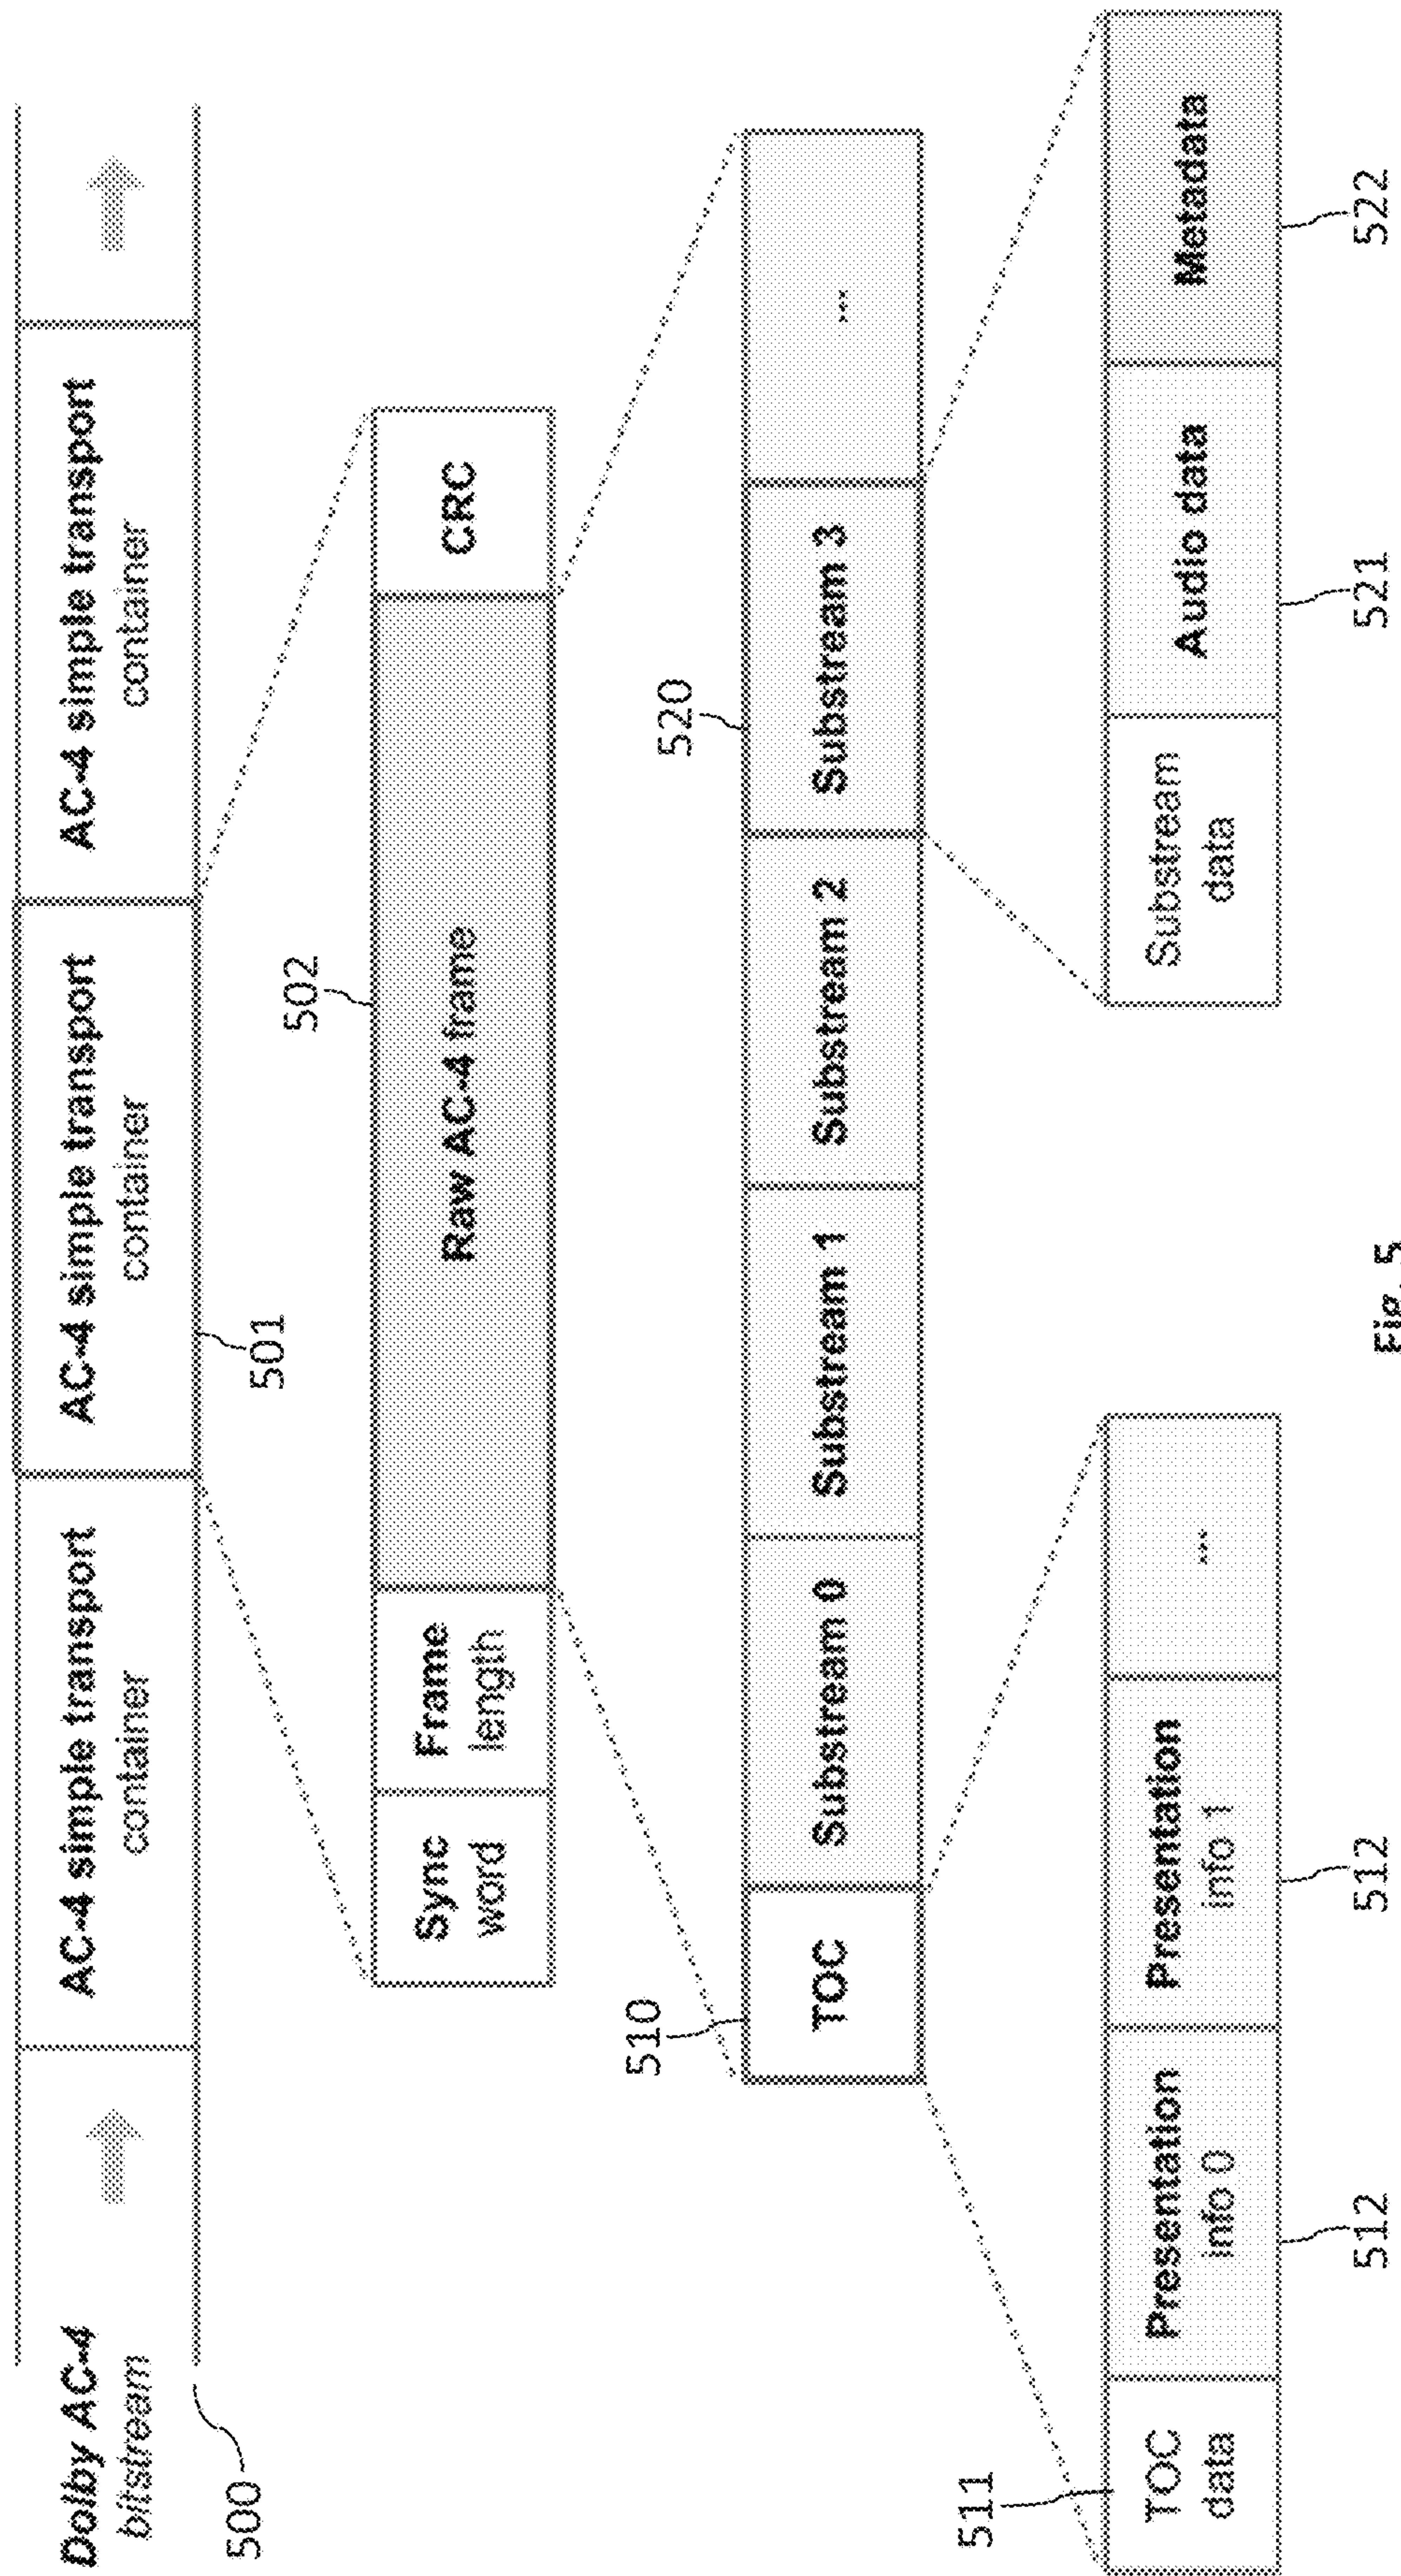 Dolby AC-4
bitstream
AC-4 simple transport
container
AC-4 simple transport
container
AC-4 simple transport
container
500
501
502
Sync
word
Frame
length
Raw AC-4 frame
CRC
510
520
TOC
Substream 0
Substream 1
Substream 2
Substream 3
...
511
TOC
data
Presentation
info 0
Presentation
info 1
...
Substream
data
Audio data
Metadata
512
512
521
522
Fig. 5